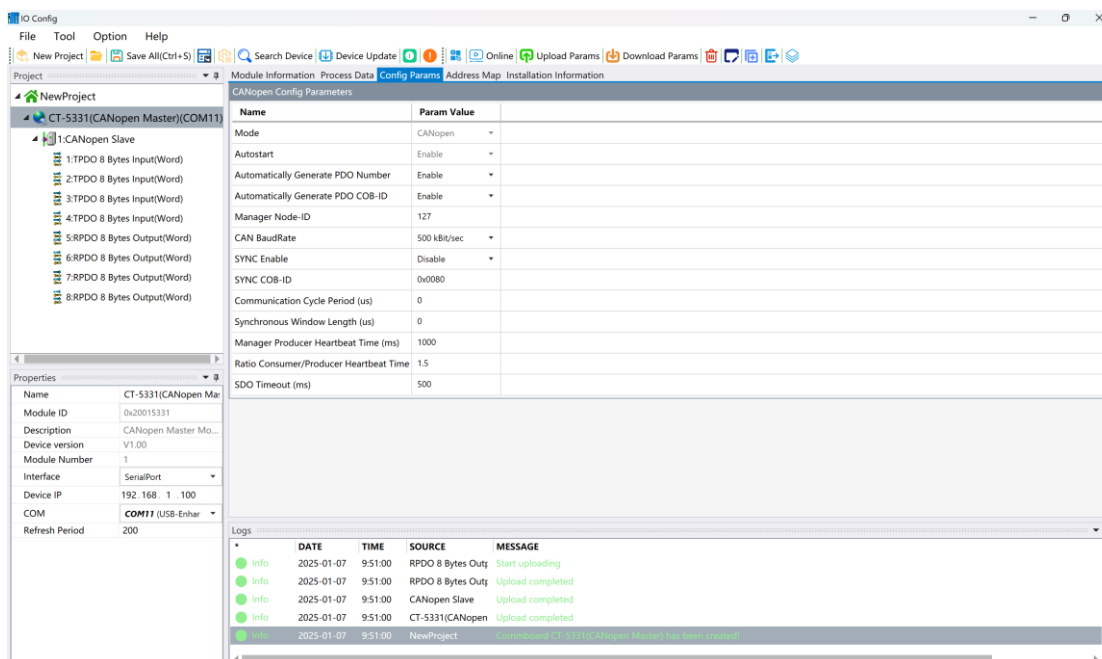 IO Config
File Tool Option Help
New Project Save All(Ctrl+S) Search Device Device Update Online Upload Params Download Params
Project
NewProject
CT-5331(CANopen Master)(COM11)
1:CANopen Slave
1:TPDO 8 Bytes Input(Word)
2:TPDO 8 Bytes Input(Word)
3:TPDO 8 Bytes Input(Word)
4:TPDO 8 Bytes Input(Word)
5:RPDO 8 Bytes Output(Word)
6:RPDO 8 Bytes Output(Word)
7:RPDO 8 Bytes Output(Word)
8:RPDO 8 Bytes Output(Word)
Properties
Name CT-5331(CANopen Ma
Module ID 0x20015331
Description CANopen Master Mo...
Device version V1.00
Module Number 1
Interface SerialPort
Device IP 192.168. 1 .100
COM COM11 (USB-Enhar
Refresh Period 200
Module Information Process Data Config Params Address Map Installation Information
CANopen Config Parameters
Name Param Value
Mode CANopen
Autostart Enable
Automatically Generate PDO Number Enable
Automatically Generate PDO COB-ID Enable
Manager Node-ID 127
CAN BaudRate 500 kBit/sec
SYNC Enable Disable
SYNC COB-ID 0x0080
Communication Cycle Period (us) 0
Synchronous Window Length (us) 0
Manager Producer Heartbeat Time (ms) 1000
Ratio Consumer/Producer Heartbeat Time 1.5
SDO Timeout (ms) 500
Logs
* DATE TIME SOURCE MESSAGE
Info 2025-01-07 9:51:00 RPDO 8 Bytes Outp Start uploading
Info 2025-01-07 9:51:00 RPDO 8 Bytes Outp Upload completed
Info 2025-01-07 9:51:00 CANopen Slave Upload completed
Info 2025-01-07 9:51:00 CT-5331(CANopen Upload completed
Info 2025-01-07 9:51:00 NewProject Commboard CT-5331(CANopen Master) has been created!